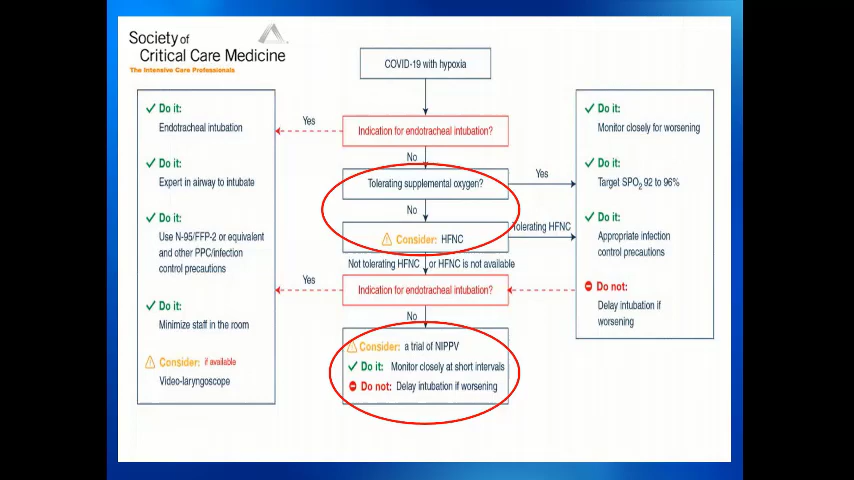 Society of
Critical Care Medicine
The Intensive Care Professionals
COVID-19 with hypoxia
Indication for endotracheal intubation?
Yes
No
Tolerating supplemental oxygen?
Yes
No
Consider: HFNC
Tolerating HFNC
Not tolerating HFNC or HFNC is not available
Indication for endotracheal intubation?
Yes
No
Consider: a trial of NIPPV
Do it: Monitor closely at short intervals
Do not: Delay intubation if worsening
Do it:
Endotracheal intubation
Do it:
Expert in airway to intubate
Do it:
Use N-95/FFP-2 or equivalent
and other PPC/infection
control precautions
Do it:
Minimize staff in the room
Consider: if available
Video-laryngoscope
Do it:
Monitor closely for worsening
Do it:
Target SPO2 92 to 96%
Do it:
Appropriate infection
control precautions
Do not:
Delay intubation if
worsening